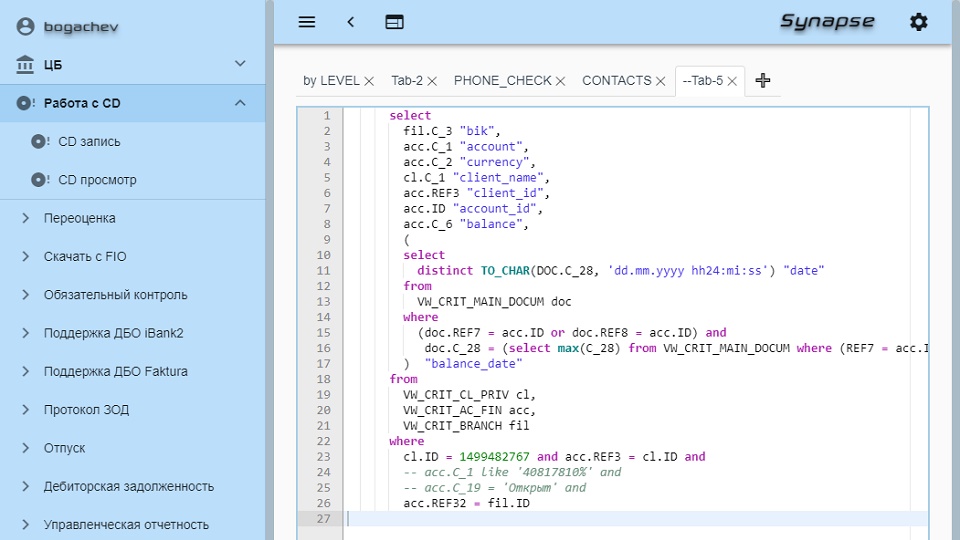 bogachev
ЦБ
Работа с CD
CD запись
CD просмотр
Переоценка
Скачать с FIO
Обязательный контроль
Поддержка ДБО iBank2
Поддержка ДБО Faktura
Протокол ЗОД
Отпуск
Дебиторская задолженность
Управленческая отчетность
Synapse
by LEVEL
Tab-2
PHONE_CHECK
CONTACTS
--Tab-5
1 select
2 fil.C_3 "bik",
3 acc.C_1 "account",
4 acc.C_2 "currency",
5 cl.C_1 "client_name",
6 acc.REF3 "client_id",
7 acc.ID "account_id",
8 acc.C_6 "balance",
9 (
10 select
11 distinct TO_CHAR(DOC.C_28, 'dd.mm.yyyy hh24:mi:ss') "date"
12 from
13 VW_CRIT_MAIN_DOCUM doc
14 where
15 (doc.REF7 = acc.ID or doc.REF8 = acc.ID) and
16 doc.C_28 = (select max(C_28) from VW_CRIT_MAIN_DOCUM where (REF7 = acc.I
17 ) "balance_date"
18 from
19 VW_CRIT_CL_PRIV cl,
20 VW_CRIT_AC_FIN acc,
21 VW_CRIT_BRANCH fil
22 where
23 cl.ID = 1499482767 and acc.REF3 = cl.ID and
24 -- acc.C_1 like '40817810%' and
25 -- acc.C_19 = 'Открыт' and
26 acc.REF32 = fil.ID
27